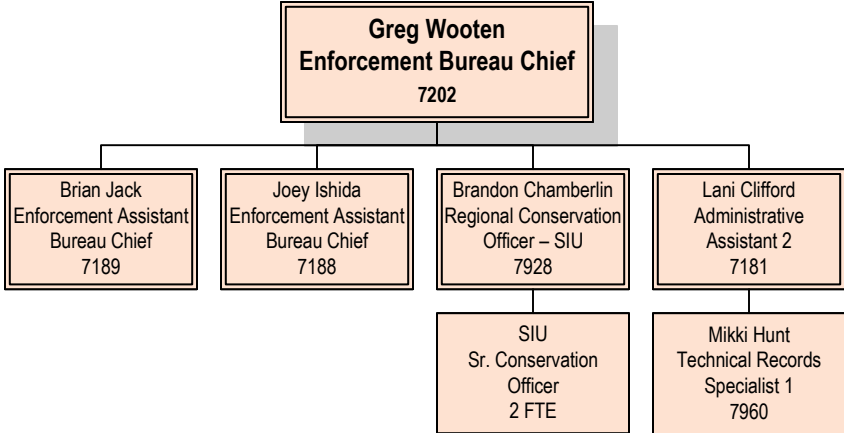 Greg Wooten
Enforcement Bureau Chief
7202
Brian Jack
Enforcement Assistant
Bureau Chief
7189
Joey Ishida
Enforcement Assistant
Bureau Chief
7188
Brandon Chamberlin
Regional Conservation
Officer – SIU
7928
Lani Clifford
Administrative
Assistant 2
7181
SIU
Sr. Conservation
Officer
2 FTE
Mikki Hunt
Technical Records
Specialist 1
7960